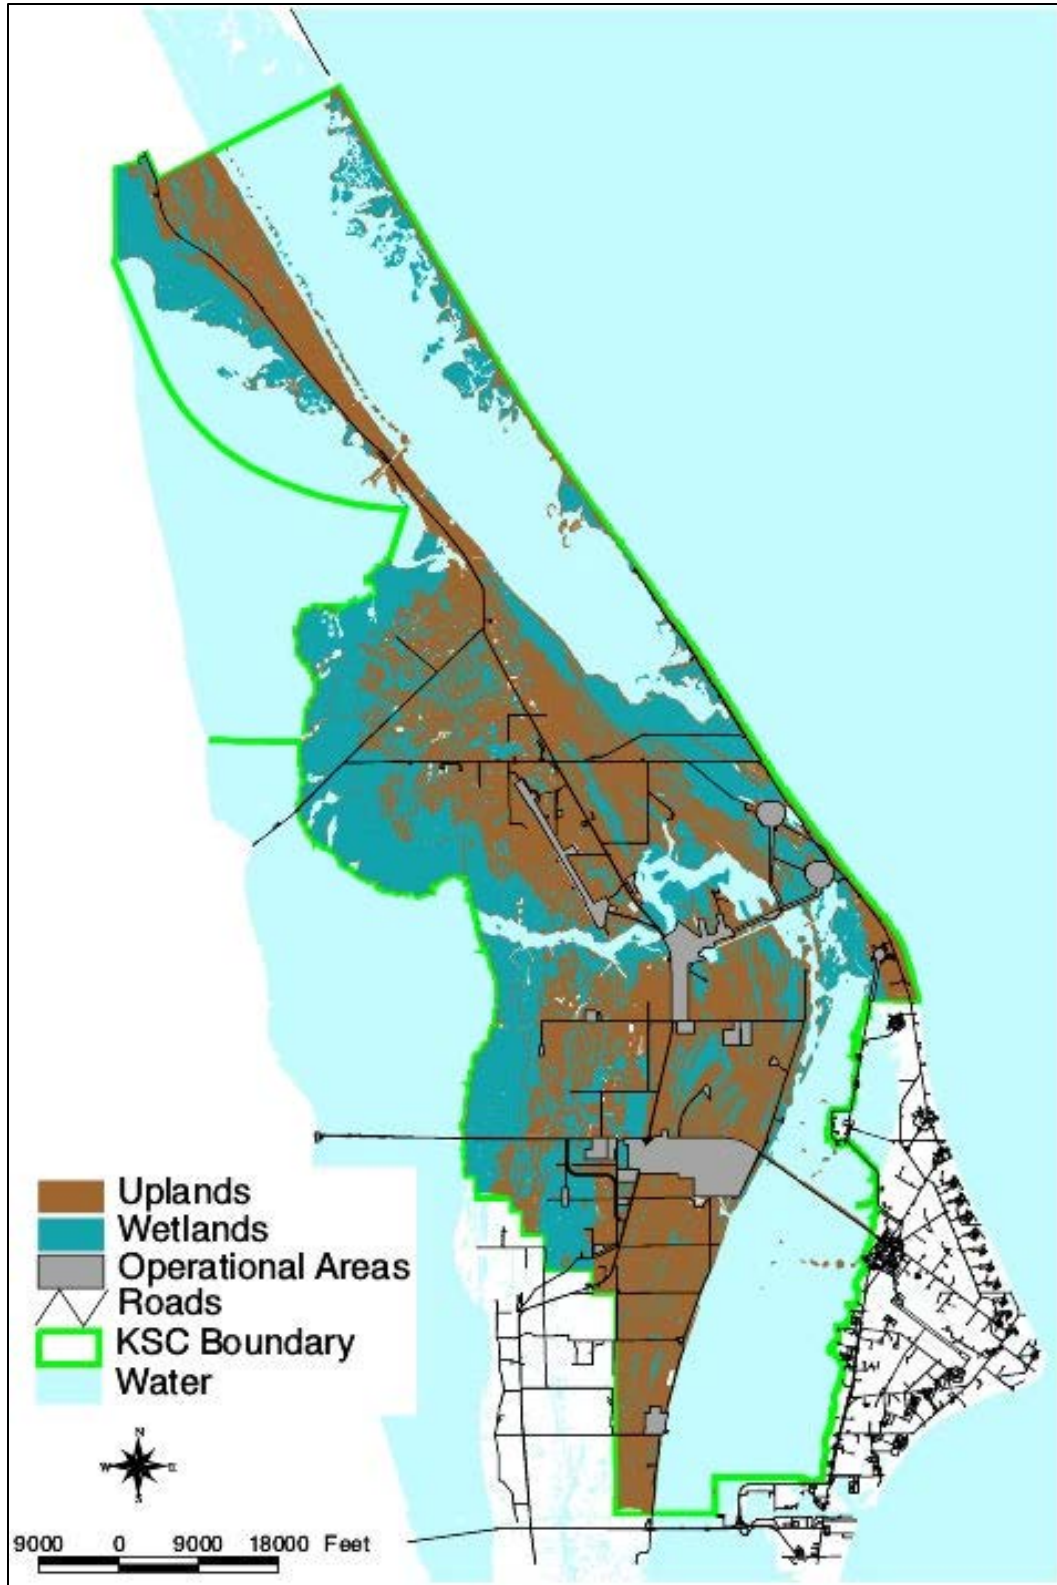 Uplands
Wetlands
Operational Areas
Roads
KSC Boundary
Water
N
W E
S
9000 0 9000 18000 Feet